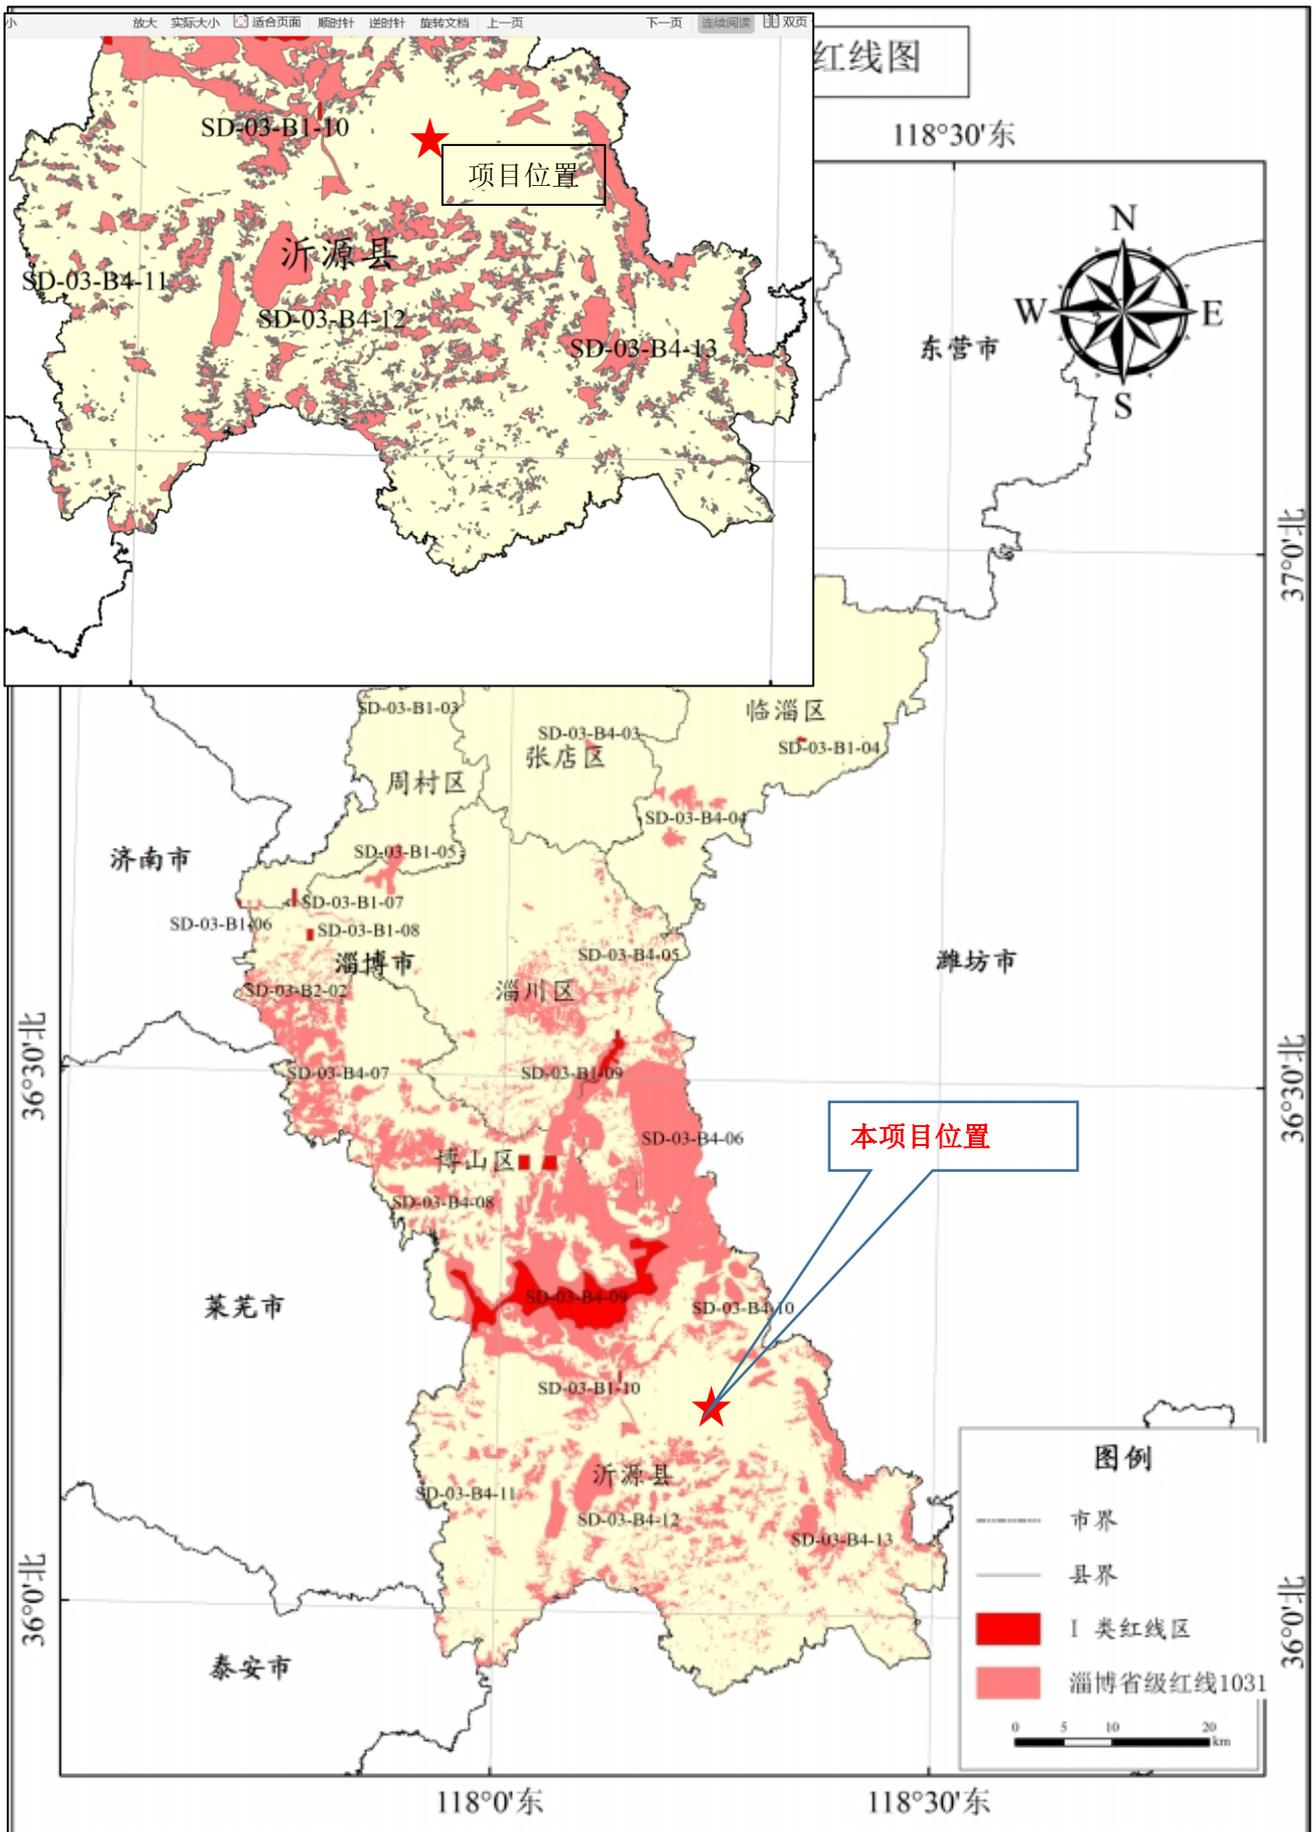 小 放大 实际大小 适合页面 顺时针 逆时针 旋转文档 上一页 下一页 连续阅读 双页
红线图
118°30'东
SD-03-B1-10
项目位置
沂源县
SD-03-B4-11
SD-03-B4-12
SD-03-B4-13
N
W
E
S
东营市
37°0'北
SD-03-B1-03
临淄区
SD-03-B4-03
SD-03-B1-04
张店区
周村区
SD-03-B4-04
济南市
SD-03-B1-05
SD-03-B1-07
SD-03-B1-06
SD-03-B1-08
淄博市
SD-03-B4-05
潍坊市
SD-03-B2-02
淄川区
36°30'北
36°30'北
SD-03-B4-07
SD-03-B1-09
SD-03-B4-06
本项目位置
博山区
SD-03-B4-08
SD-03-B4-09
莱芜市
SD-03-B4-10
SD-03-B1-10
沂源县
SD-03-B4-11
SD-03-B4-12
SD-03-B4-13
图例
市界
县界
I 类红线区
淄博省级红线1031
0 5 10 20
km
36°0'北
36°0'北
泰安市
118°0'东
118°30'东